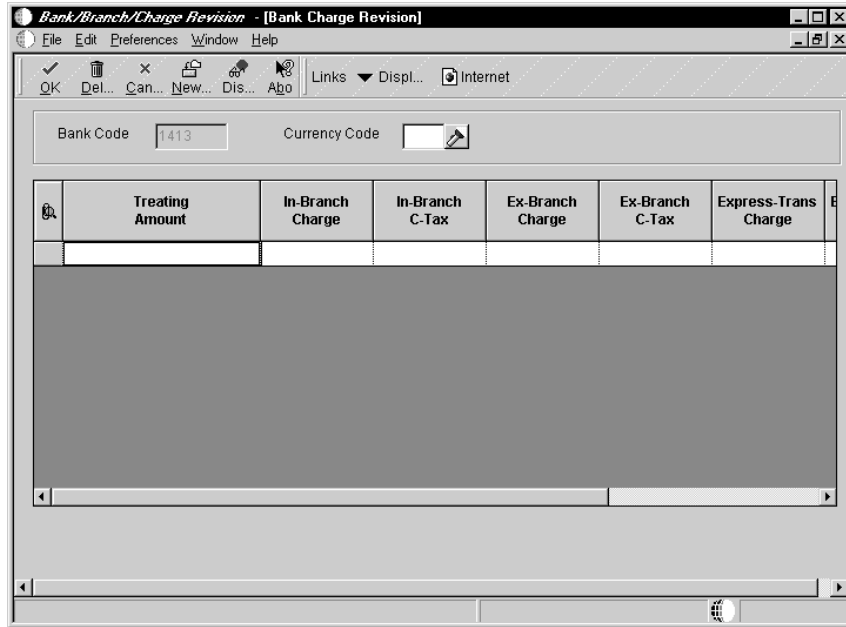 Bank/Branch/Charge Revision - [Bank Charge Revision]
File Edit Preferences Window Help
OK Del... Can... New... Dis... Abo Links Displ... Internet
Bank Code 1413 Currency Code
Treating Amount In-Branch Charge In-Branch C-Tax Ex-Branch Charge Ex-Branch C-Tax Express-Trans Charge E